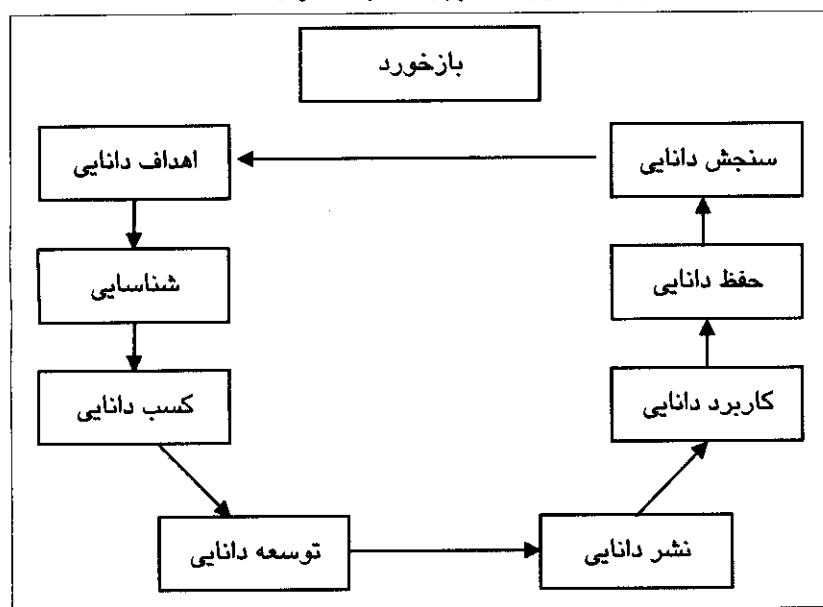 بازخورد
سنجش دانایی
اهداف دانایی
حفظ دانایی
شناسایی
کاربرد دانایی
کسب دانایی
نشر دانایی
توسعه دانایی